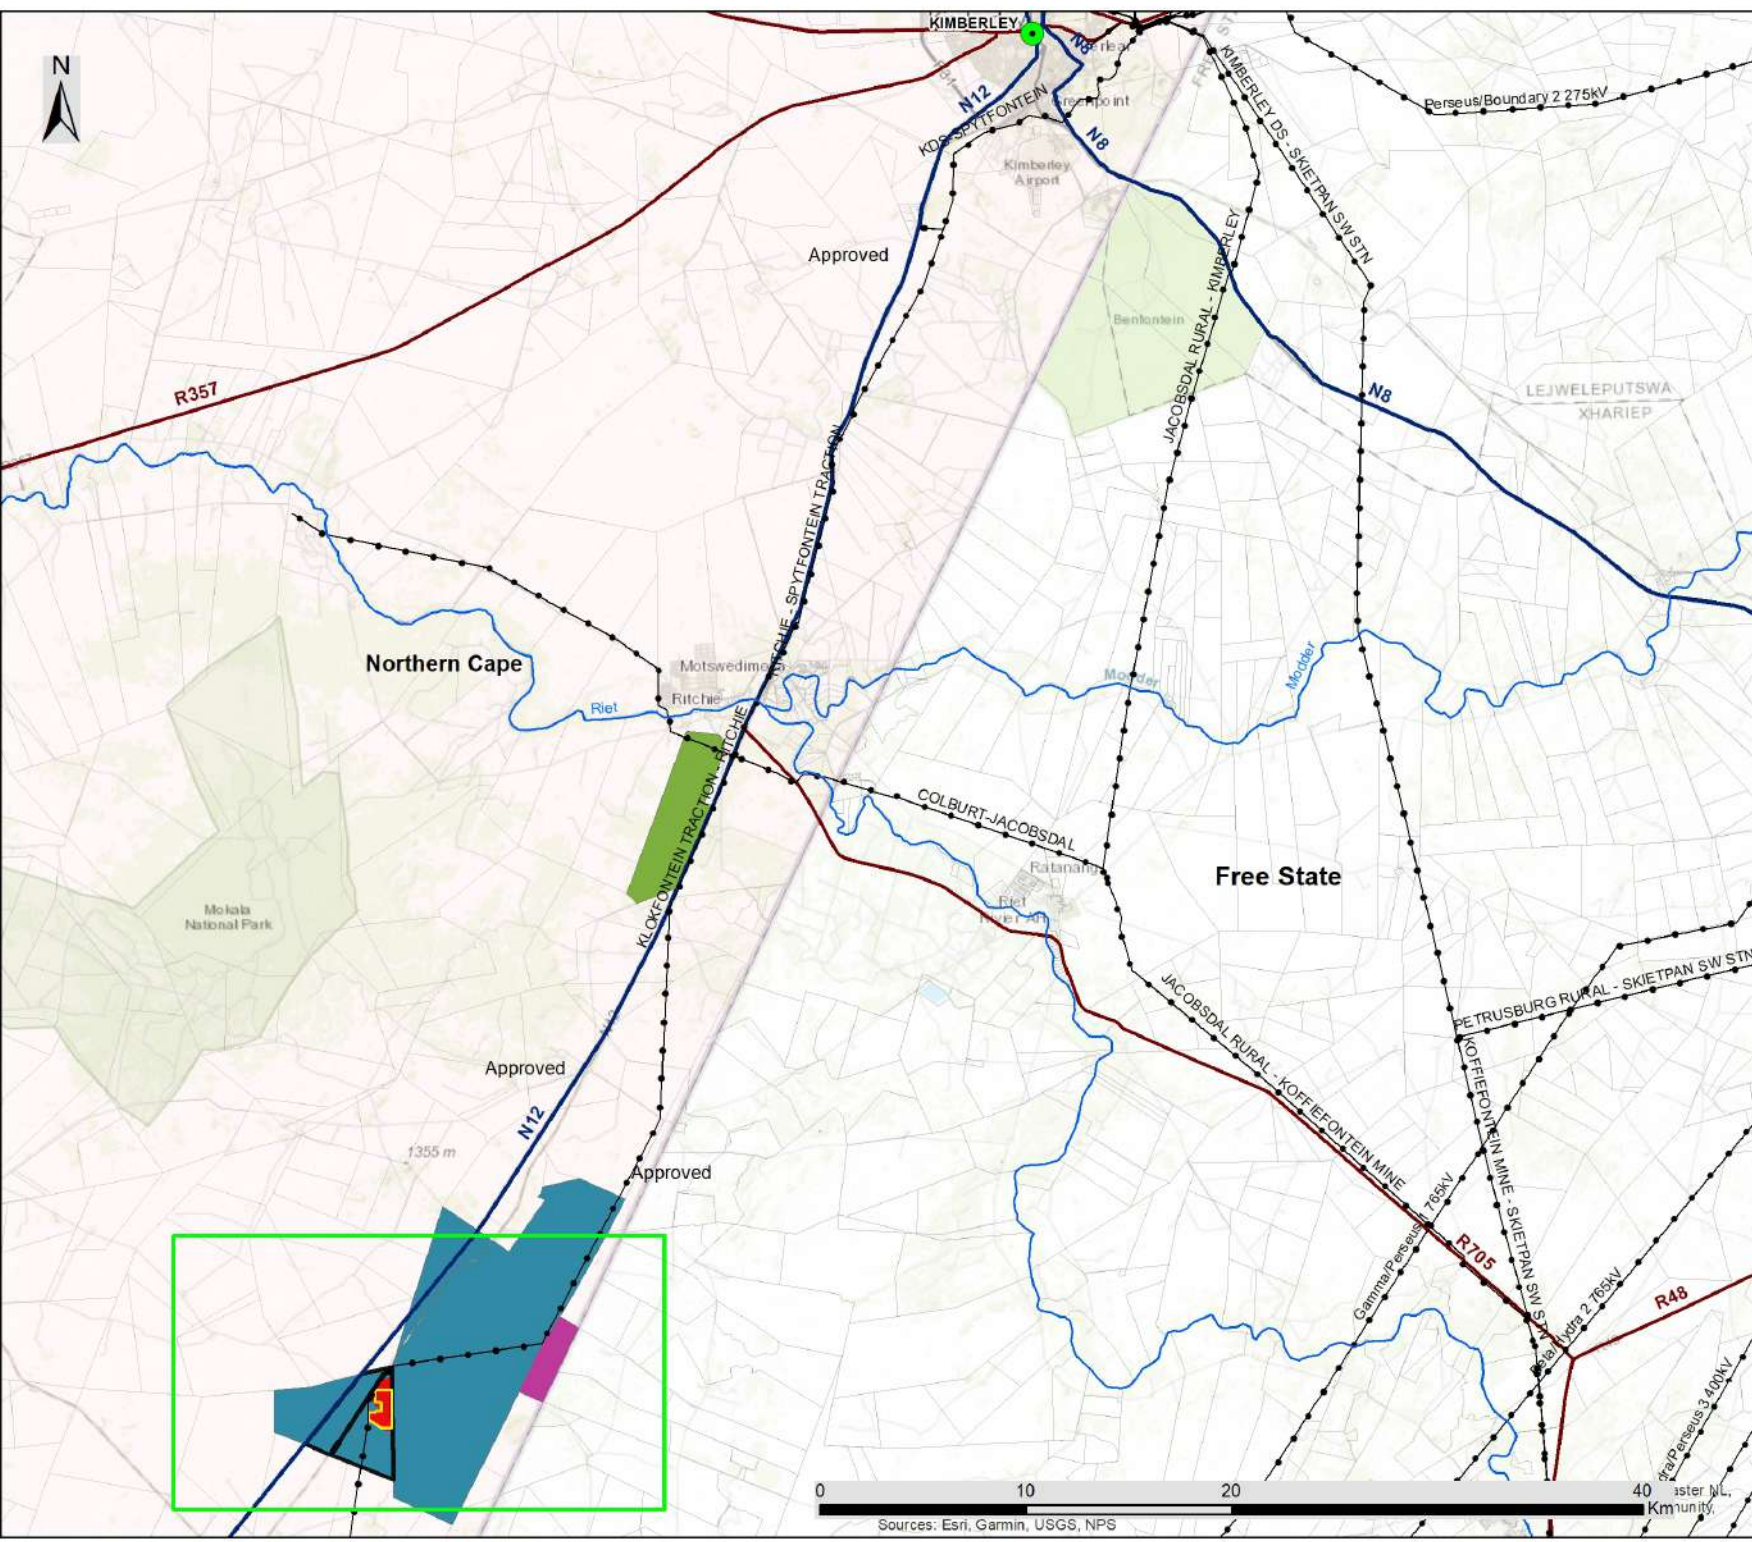 KIMBERLEY
N
N8
N12
KDS-SPYTFONTEIN
Greenpoint
N8
KIMBERLEY DS - SKIETPAN SW STN
Perseus/Boundary 2 275kV
Kimberley
Airport
Approved
JACOBSDAL RURAL - KIMBERLEY
Benfontein
R357
N8
LEJWELEPUTSWA
XHARIEP
RITCHIE - SPYTFONTEIN TRACTION
Northern Cape
Ritchie
Riet
Modder
Modder
KLOKFONTEIN TRACTION - RITCHIE
COLBURT-JACOBSDAL
Ratanang
Free State
Riet
Mokala
National Park
JACOBSDAL RURAL - KOFFIEFONTEIN MINE
PETRUSBURG RURAL - SKIETPAN SW STN
KOFFIEFONTEIN MINE - SKIETPAN SW STN
Approved
N12
1355 m
Approved
Gamma/Perseus 1 765kV
R705
Beta/Hydra 2 765kV
R48
0 10 20 40
Km
Sources: Esri, Garmin, USGS, NPS